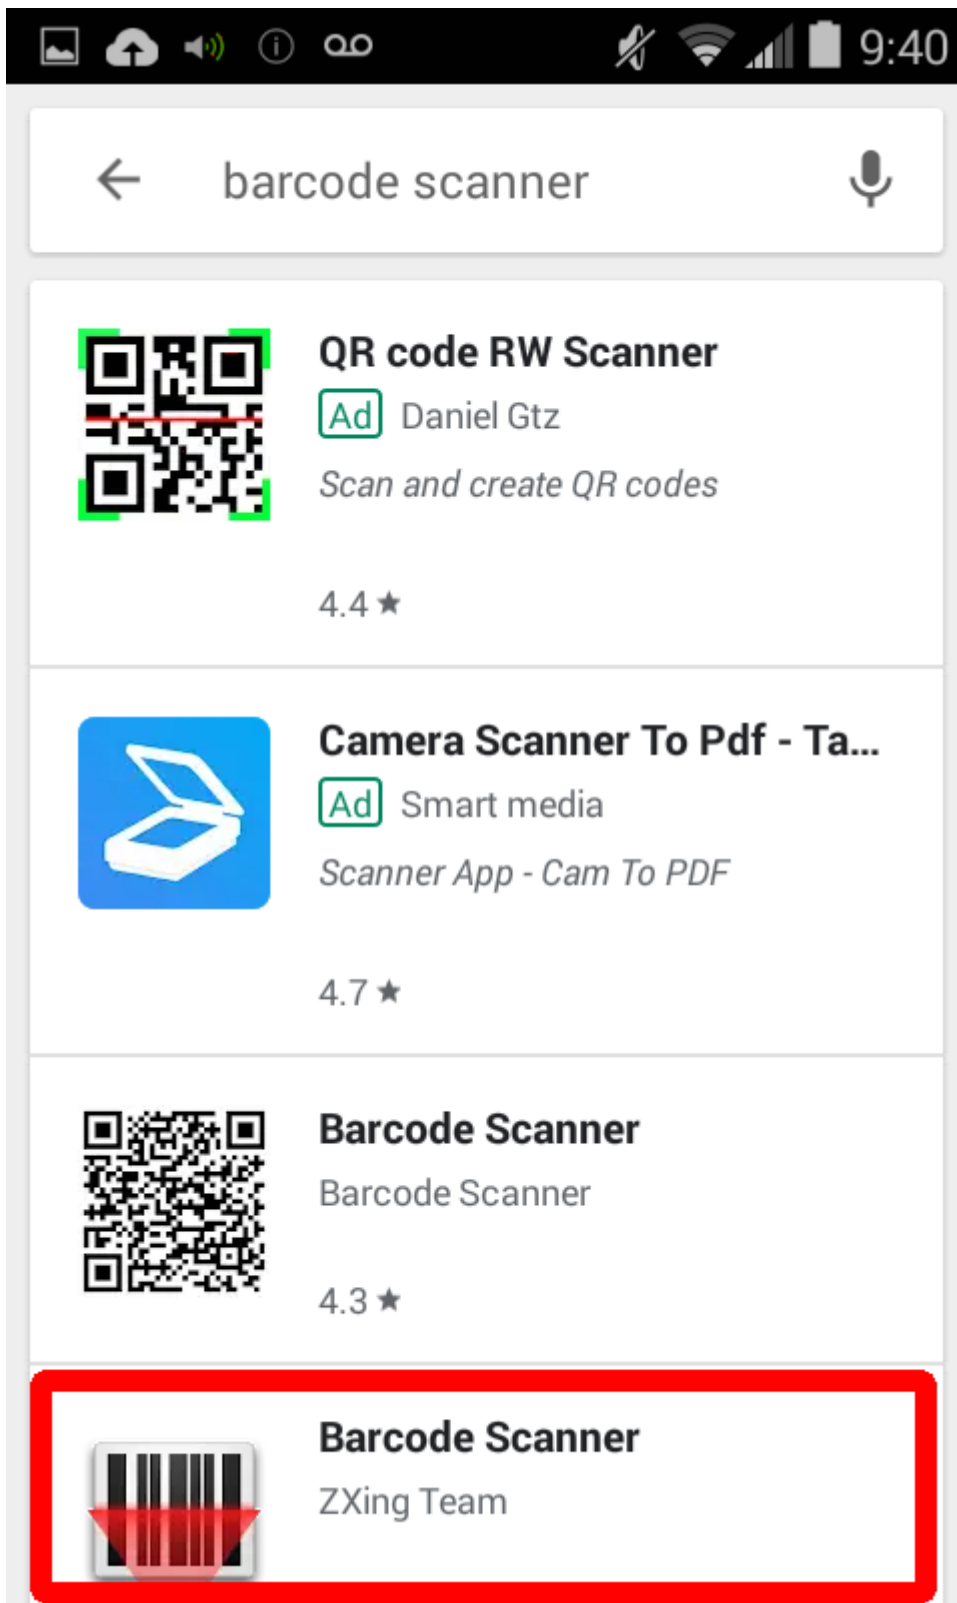 9:40
barcode scanner
QR code RW Scanner
Ad Daniel Gtz
Scan and create QR codes
4.4★
Camera Scanner To Pdf - Ta...
Ad Smart media
Scanner App - Cam To PDF
4.7★
Barcode Scanner
Barcode Scanner
4.3★
Barcode Scanner
ZXing Team